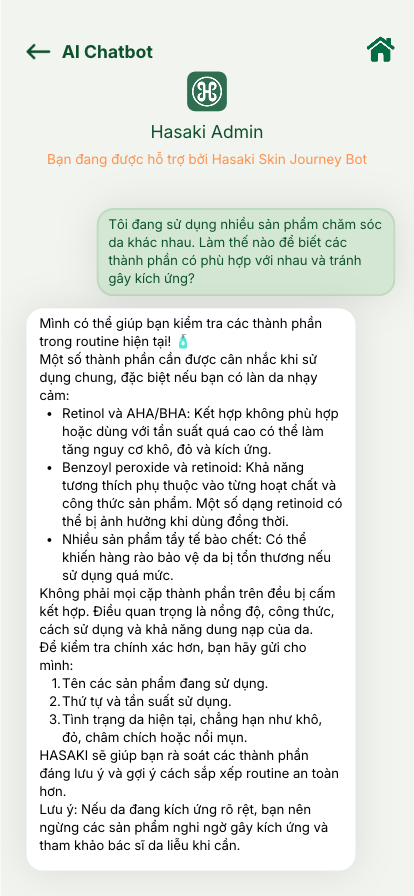 AI Chatbot
Hasaki Admin
Bạn đang được hỗ trợ bởi Hasaki Skin Journey Bot
Tôi đang sử dụng nhiều sản phẩm chăm sóc
da khác nhau. Làm thế nào để biết các
thành phần có phù hợp với nhau và tránh
gây kích ứng?
Mình có thể giúp bạn kiểm tra các thành phần
trong routine hiện tại! 🧴
Một số thành phần cần được cân nhắc khi sử
dụng chung, đặc biệt nếu bạn có làn da nhạy
cảm:
• Retinol và AHA/BHA: Kết hợp không phù hợp
hoặc dùng với tần suất quá cao có thể làm
tăng nguy cơ khô, đỏ và kích ứng.
• Benzoyl peroxide và retinoid: Khả năng
tương thích phụ thuộc vào từng hoạt chất và
công thức sản phẩm. Một số dạng retinoid có
thể bị ảnh hưởng khi dùng đồng thời.
• Nhiều sản phẩm tẩy tế bào chết: Có thể
khiến hàng rào bảo vệ da bị tổn thương nếu
sử dụng quá mức.
Không phải mọi cặp thành phần trên đều bị cấm
kết hợp. Điều quan trọng là nồng độ, công thức,
cách sử dụng và khả năng dung nạp của da.
Để kiểm tra chính xác hơn, bạn hãy gửi cho
mình:
1. Tên các sản phẩm đang sử dụng.
2. Thứ tự và tần suất sử dụng.
3. Tình trạng da hiện tại, chẳng hạn như khô,
đỏ, châm chích hoặc nổi mụn.
HASAKI sẽ giúp bạn rà soát các thành phần
đáng lưu ý và gợi ý cách sắp xếp routine an toàn
hơn.
Lưu ý: Nếu da đang kích ứng rõ rệt, bạn nên
ngừng các sản phẩm nghi ngờ gây kích ứng và
tham khảo bác sĩ da liễu khi cần.